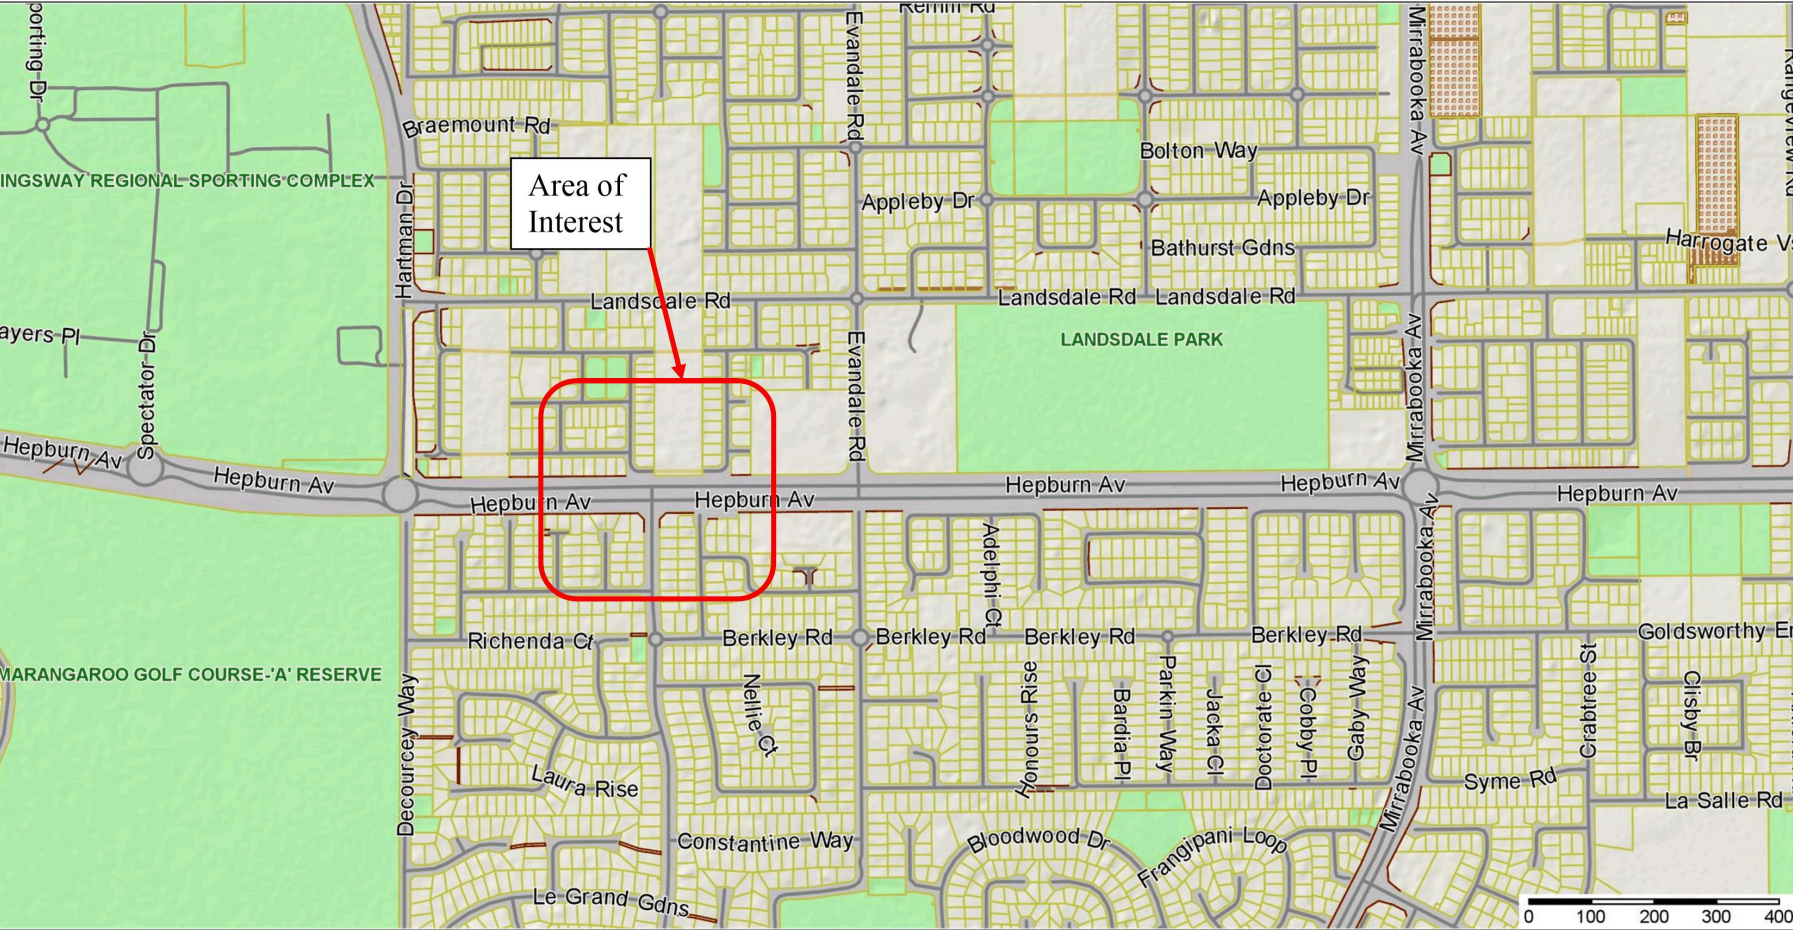 Remm Rd
porting Dr
Evandale Rd
Mirrabooka Av
Rangeview Rd
Braemount Rd
Bolton Way
INGSWAY REGIONAL SPORTING COMPLEX
Area of
Interest
Appleby Dr
Appleby Dr
Hartman Dr
Bathurst Gdns
Harrogate Vs
Landsdale Rd
Landsdale Rd
Landsdale Rd
ayers Pl
LANDSDALE PARK
Spectator Dr
Evandale Rd
Mirrabooka Av
Hepburn Av
Hepburn Av
Hepburn Av
Hepburn Av
Hepburn Av
Hepburn Av
Hepburn Av
Adelphi Ct
Mirrabooka Av
Richenda Ct
Berkley Rd
Berkley Rd
Berkley Rd
Berkley Rd
Goldsworthy En
MARANGAROO GOLF COURSE-'A' RESERVE
Decourcey Way
Nellie Ct
Honours Rise
Bardia Pl
Parkin Way
Jacka Cl
Doctorate Cl
Cobby Pl
Gaby Way
Mirrabooka Av
Crabtree St
Clisby Br
Laura Rise
Syme Rd
La Salle Rd
Constantine Way
Bloodwood Dr
Frangipani Loop
Le Grand Gdns
0 100 200 300 400